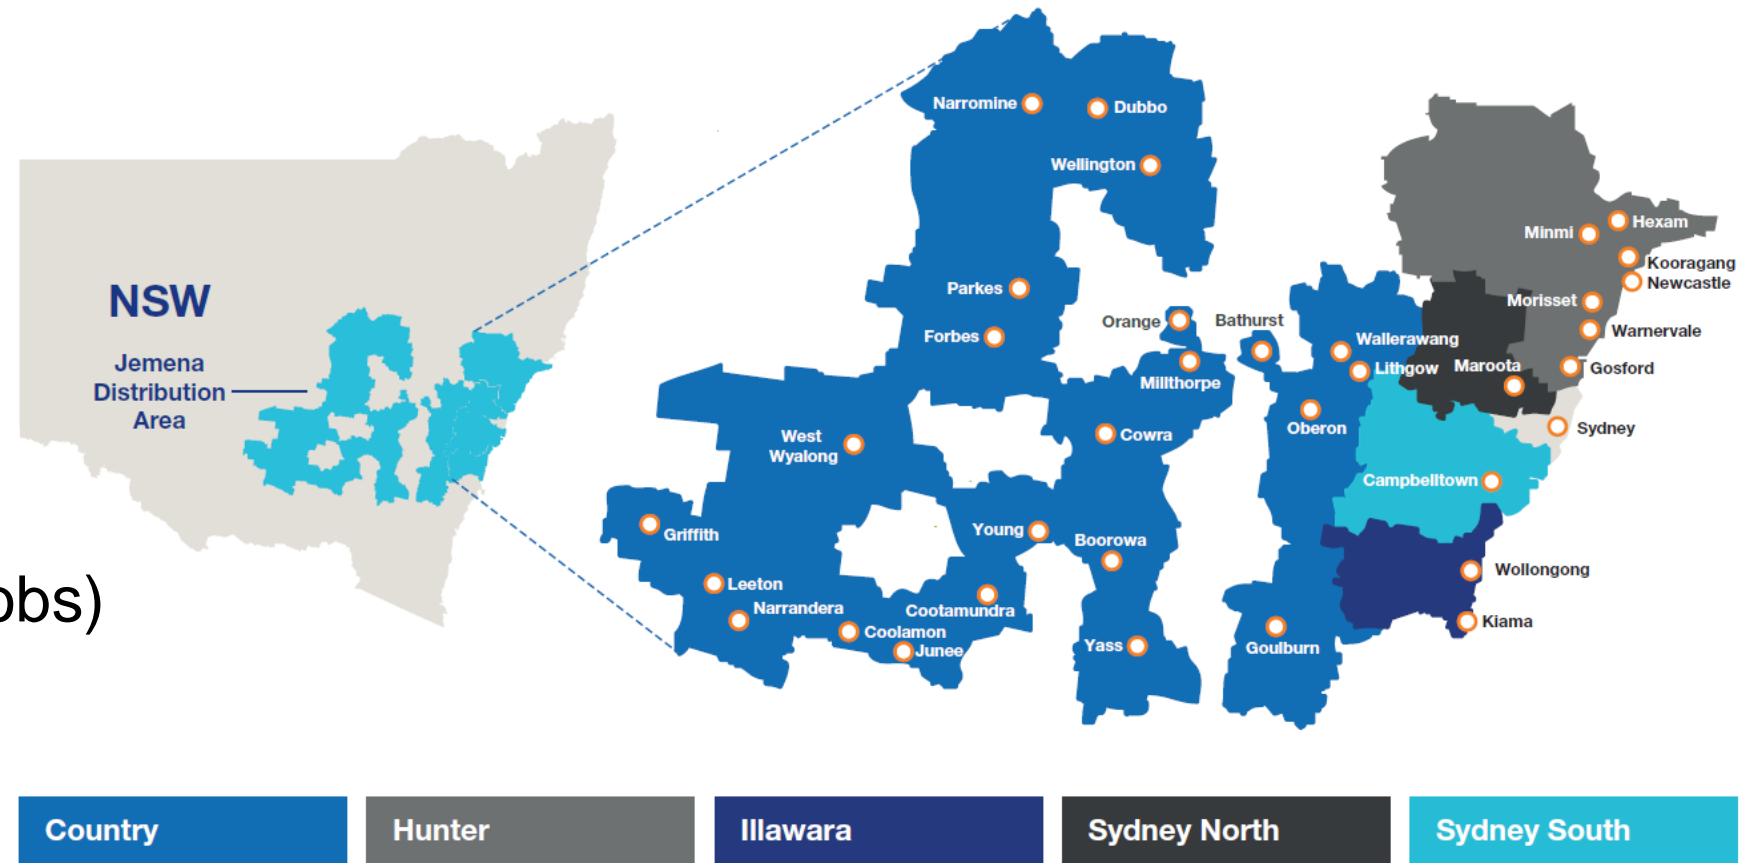 NSW
Jemena
Distribution
Area
obs)
Narromine
Dubbo
Wellington
Parkes
Forbes
Orange
Bathurst
Millthorpe
West
Wyalong
Cowra
Griffith
Young
Boorowa
Leeton
Narrandera
Cootamundra
Coolamon
Junee
Yass
Goulburn
Wallerawang
Lithgow
Oberon
Maroota
Minmi
Hexam
Kooragang
Newcastle
Morisset
Warnervale
Gosford
Sydney
Campbelltown
Wollongong
Kiama
Country
Hunter
Illawara
Sydney North
Sydney South